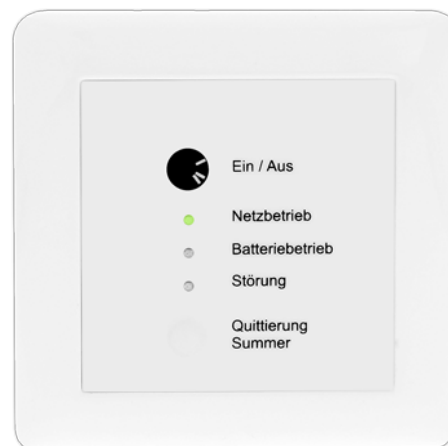 Ein / Aus
Netzbetrieb
Batteriebetrieb
Störung
Quittierung
Summer